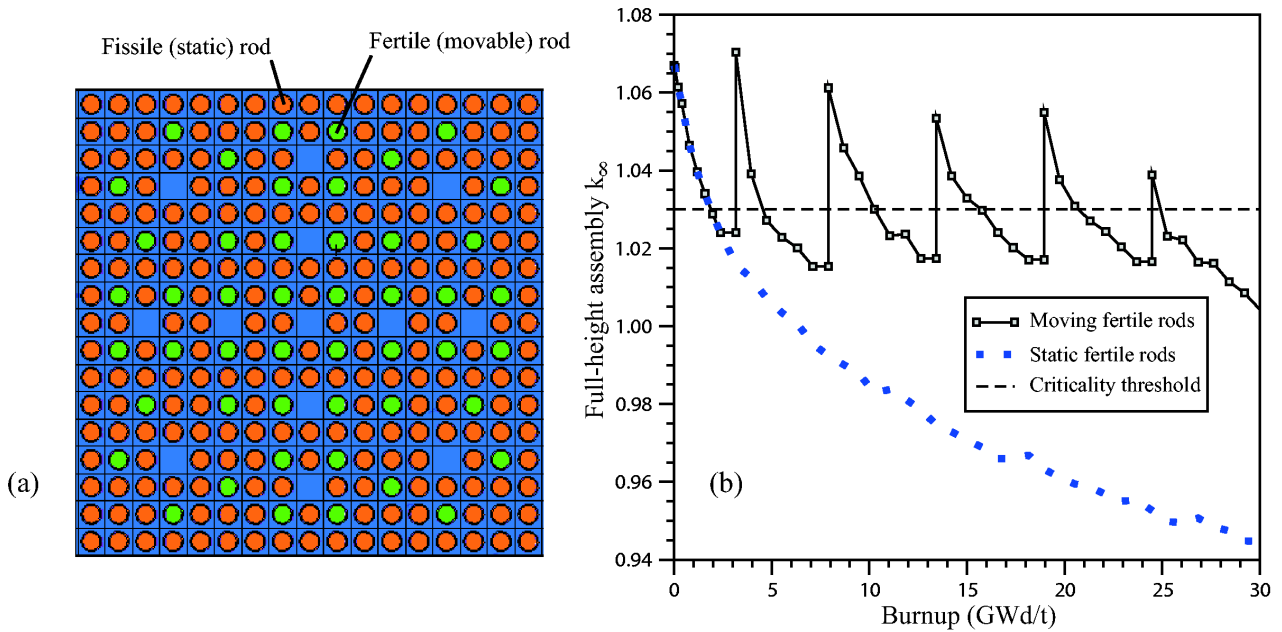 Fissile (static) rod
Fertile (movable) rod
(a)
Full-height assembly k∞
1.08
1.06
1.04
1.02
1.00
0.98
0.96
0.94
Moving fertile rods
Static fertile rods
Criticality threshold
(b)
0
5
10
15
20
25
30
Burnup (GWd/t)